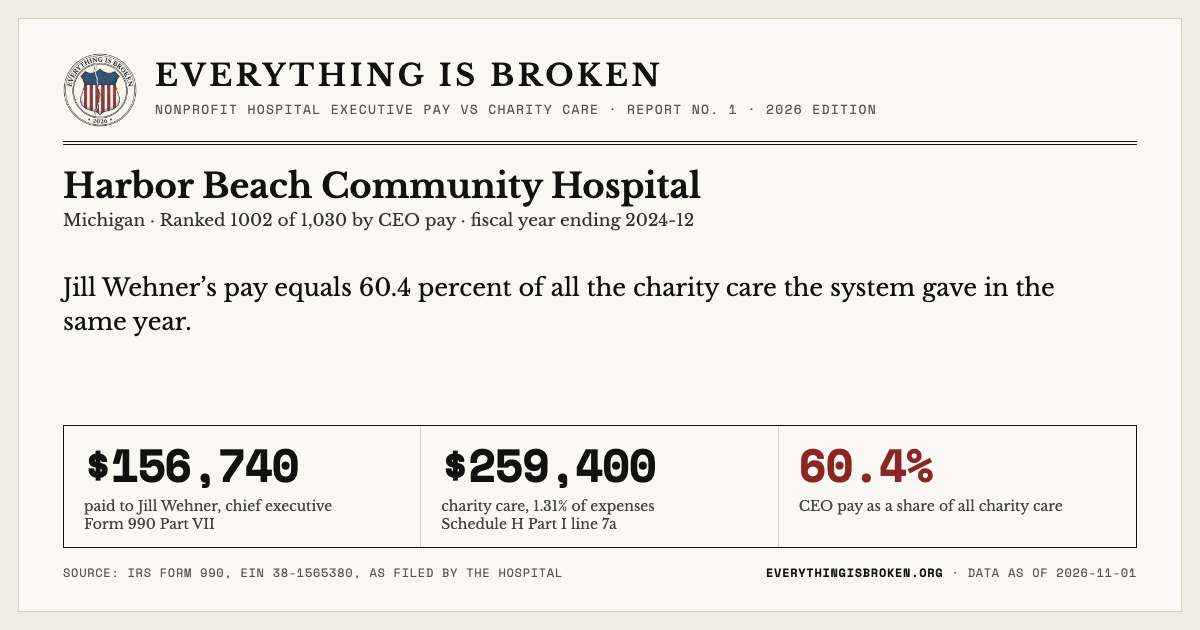 EVERYTHING IS BROKEN
• 2026 •
EVERYTHING IS BROKEN
NONPROFIT HOSPITAL EXECUTIVE PAY VS CHARITY CARE · REPORT NO. 1 · 2026 EDITION
Harbor Beach Community Hospital
Michigan · Ranked 1002 of 1,030 by CEO pay · fiscal year ending 2024-12
Jill Wehner’s pay equals 60.4 percent of all the charity care the system gave in the
same year.
$156,740
paid to Jill Wehner, chief executive
Form 990 Part VII
$259,400
charity care, 1.31% of expenses
Schedule H Part I line 7a
60.4%
CEO pay as a share of all charity care
SOURCE: IRS FORM 990, EIN 38-1565380, AS FILED BY THE HOSPITAL
EVERYTHINGISBROKEN.ORG · DATA AS OF 2026-11-01